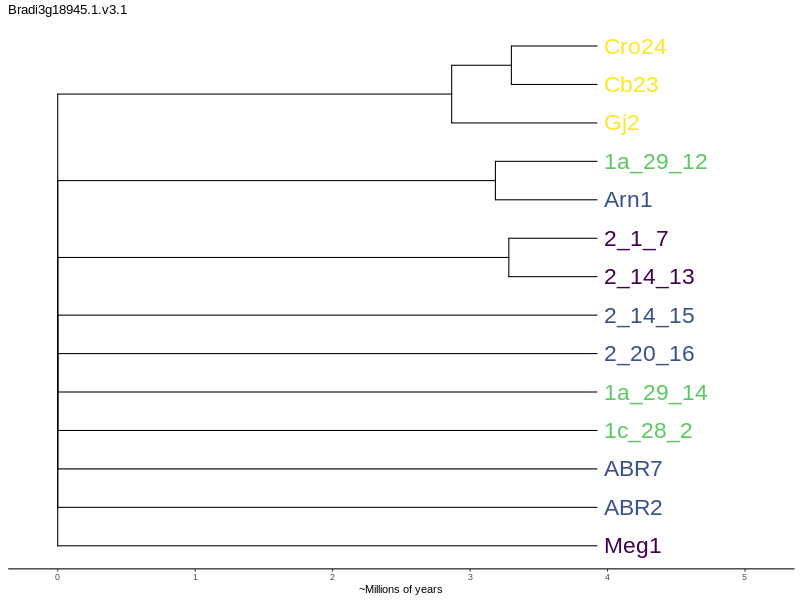 Bradi3g18945.1.v3.1
Cro24
Cb23
Gj2
1a_29_12
Arn1
2_1_7
2_14_13
2_14_15
2_20_16
1a_29_14
1c_28_2
ABR7
ABR2
Meg1
0 1 2 3 4 5
~Millions of years